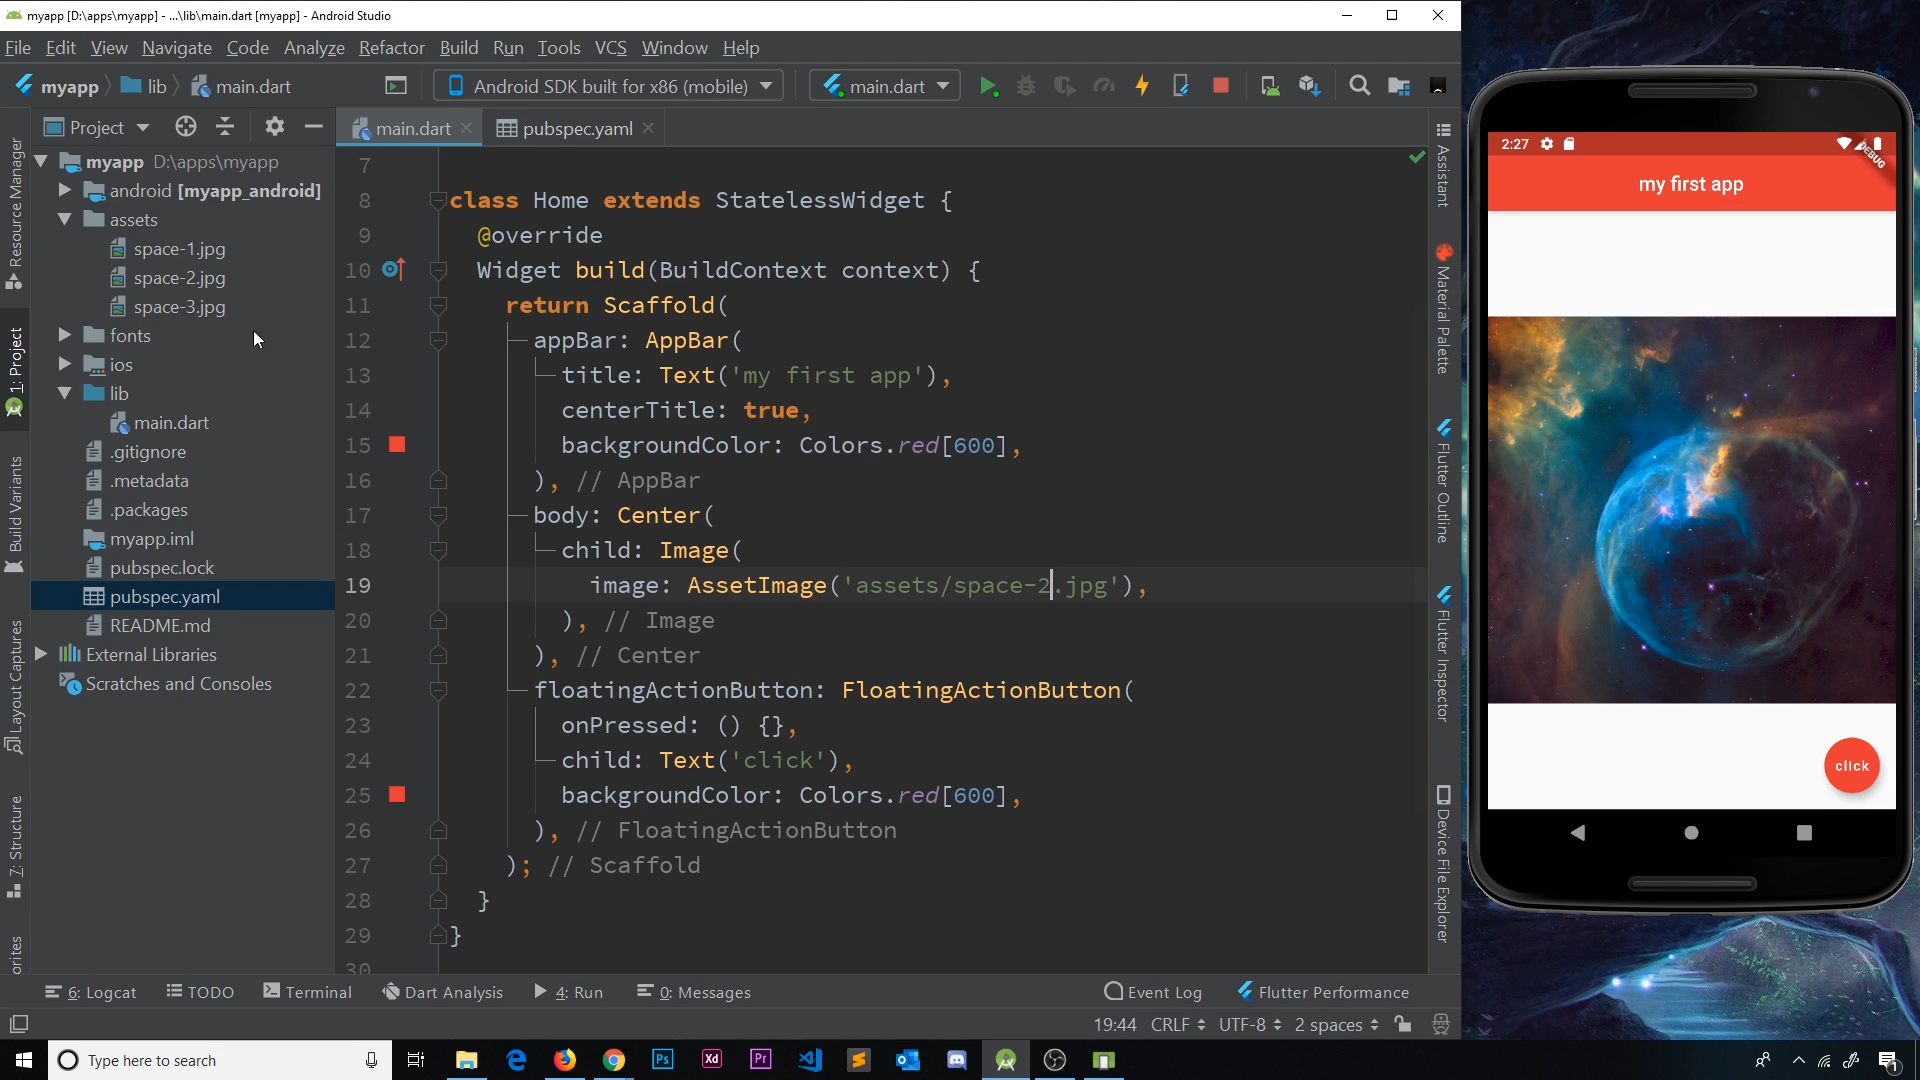 myapp [D:\apps\myapp] - ...\lib\main.dart [myapp] - Android Studio
File Edit View Navigate Code Analyze Refactor Build Run Tools VCS Window Help
myapp lib main.dart Android SDK built for x86 (mobile) main.dart
Project main.dart pubspec.yaml
myapp D:\apps\myapp
android [myapp_android]
assets
space-1.jpg
space-2.jpg
space-3.jpg
fonts
ios
lib
main.dart
.gitignore
.metadata
.packages
myapp.iml
pubspec.lock
pubspec.yaml
README.md
External Libraries
Scratches and Consoles
Resource Manager
1: Project
Build Variants
Layout Captures
7: Structure
orites
7
8 class Home extends StatelessWidget {
9 @override
10 Widget build(BuildContext context) {
11 return Scaffold(
12 appBar: AppBar(
13 title: Text('my first app'),
14 centerTitle: true,
15 backgroundColor: Colors.red[600],
16 ), // AppBar
17 body: Center(
18 child: Image(
19 image: AssetImage('assets/space-2.jpg'),
20 ), // Image
21 ), // Center
22 floatingActionButton: FloatingActionButton(
23 onPressed: () {},
24 child: Text('click'),
25 backgroundColor: Colors.red[600],
26 ), // FloatingActionButton
27 ); // Scaffold
28 }
29 }
30
Assistant
Material Palette
Flutter Outline
Flutter Inspector
Device File Explorer
6: Logcat TODO Terminal Dart Analysis 4: Run 0: Messages Event Log Flutter Performance
19:44 CRLF UTF-8 2 spaces
2:27
DEBUG
my first app
click
Type here to search
Ps Xd Pr
1